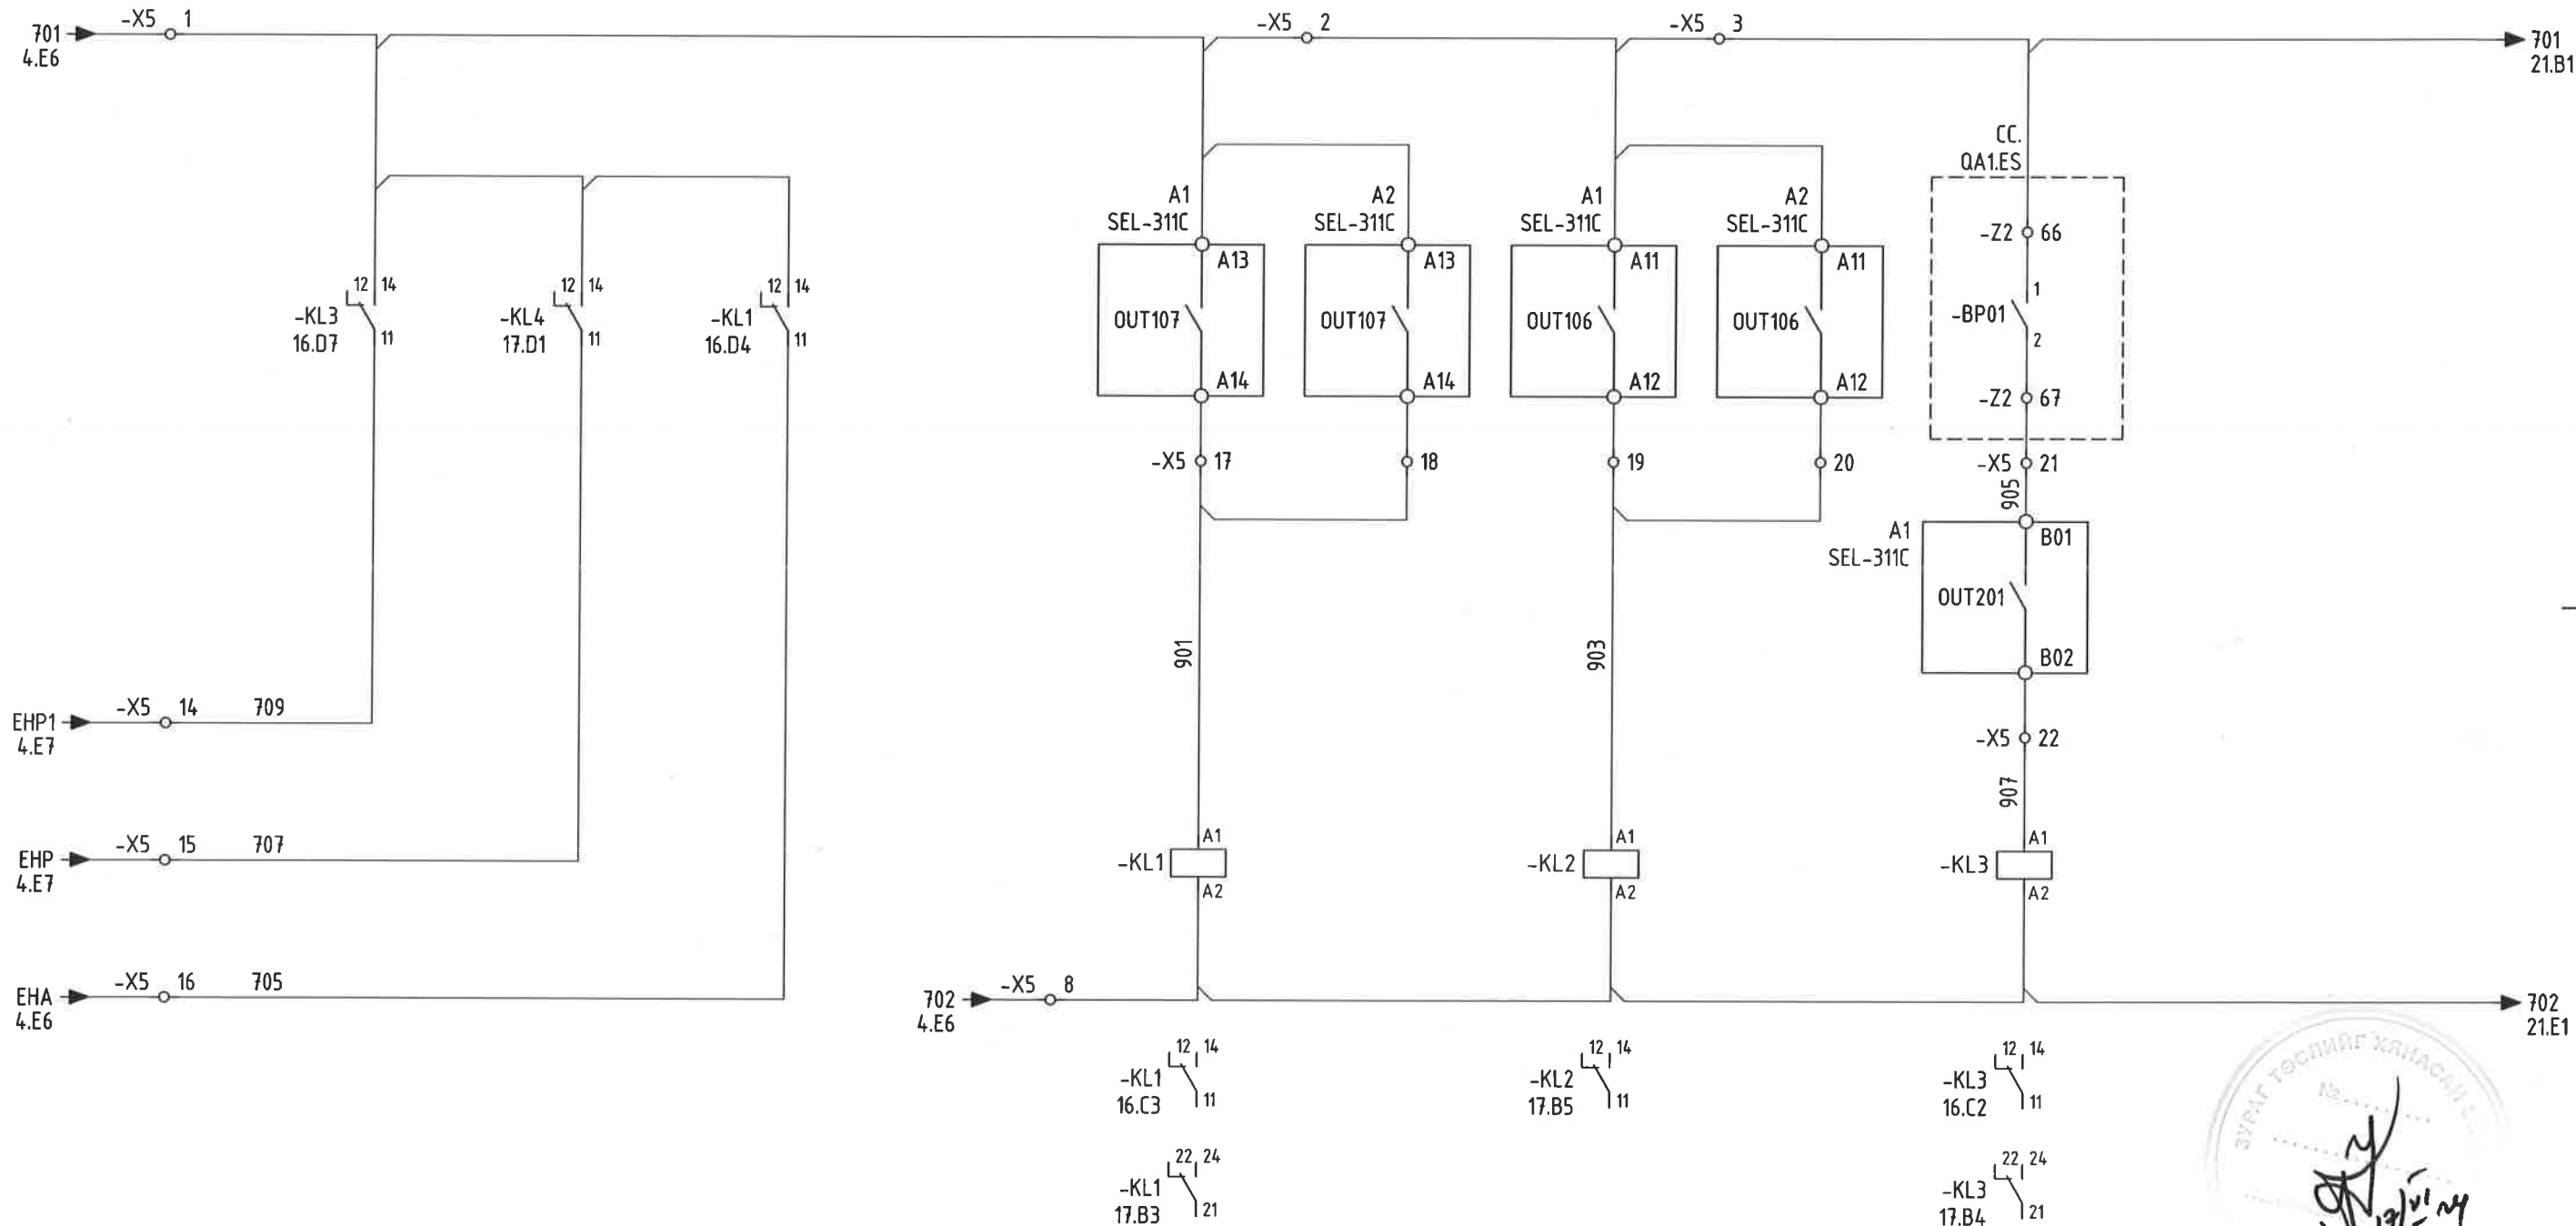 701
4.E6
-X5 1
-X5 2
-X5 3
701
21.B1
CC.
QA1.ES
A1
SEL-311C
A2
SEL-311C
A1
SEL-311C
A2
SEL-311C
-Z2 66
A13
A13
A11
A11
12 14
-KL3
16.D7
11
12 14
-KL4
17.D1
11
12 14
-KL1
16.D4
11
OUT107
OUT107
OUT106
OUT106
1
-BP01
2
A14
A14
A12
A12
-Z2 67
-X5 17
18
19
20
-X5 21
905
A1
SEL-311C
B01
OUT201
B02
901
903
EHP1
4.E7
-X5 14 709
-X5 22
907
EHP
4.E7
-X5 15 707
A1
-KL1
A2
A1
-KL2
A2
A1
-KL3
A2
EHA
4.E6
-X5 16 705
702
4.E6
-X5 8
702
21.E1
12 14
-KL1
16.C3
11
12 14
-KL2
17.B5
11
12 14
-KL3
16.C2
11
22 24
-KL1
17.B3
21
22 24
-KL3
17.B4
21
ЗУРАГ ТӨСЛИЙГ ХЯНАСАН
№